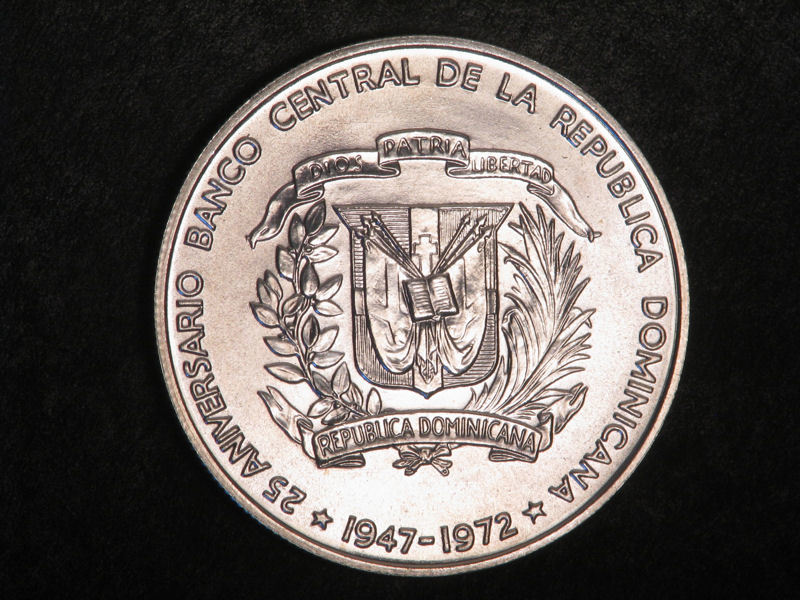 25 ANIVERSARIO BANCO CENTRAL DE LA REPUBLICA DOMINICANA
DIOS PATRIA LIBERTAD
REPUBLICA DOMINICANA
★ 1947-1972 ★